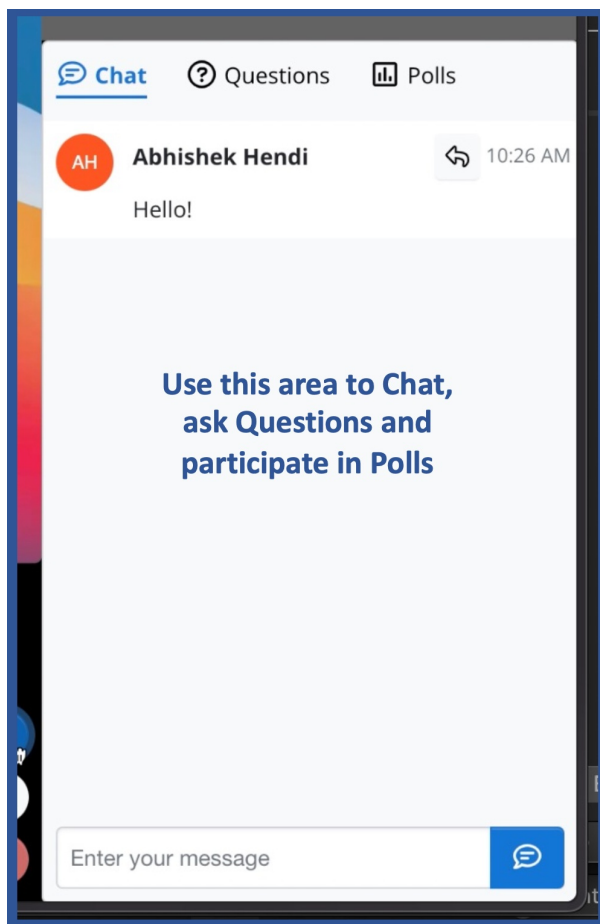 Chat Questions Polls
AH Abhishek Hendi 10:26 AM
Hello!
Use this area to Chat,
ask Questions and
participate in Polls
Enter your message